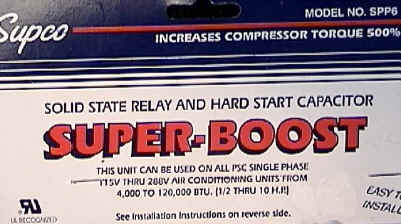 MODEL NO. SPP6
Supco
INCREASES COMPRESSOR TORQUE 500%
SOLID STATE RELAY AND HARD START CAPACITOR
SUPER-BOOST
THIS UNIT CAN BE USED ON ALL PSC SINGLE PHASE
115V THRU 288V AIR CONDITIONING UNITS FROM
4,000 TO 120,000 BTU. [1/2 THRU 10 H.P.]
EASY T
INSTALL
UL RECOGNIZED
See Installation Instructions on reverse side.